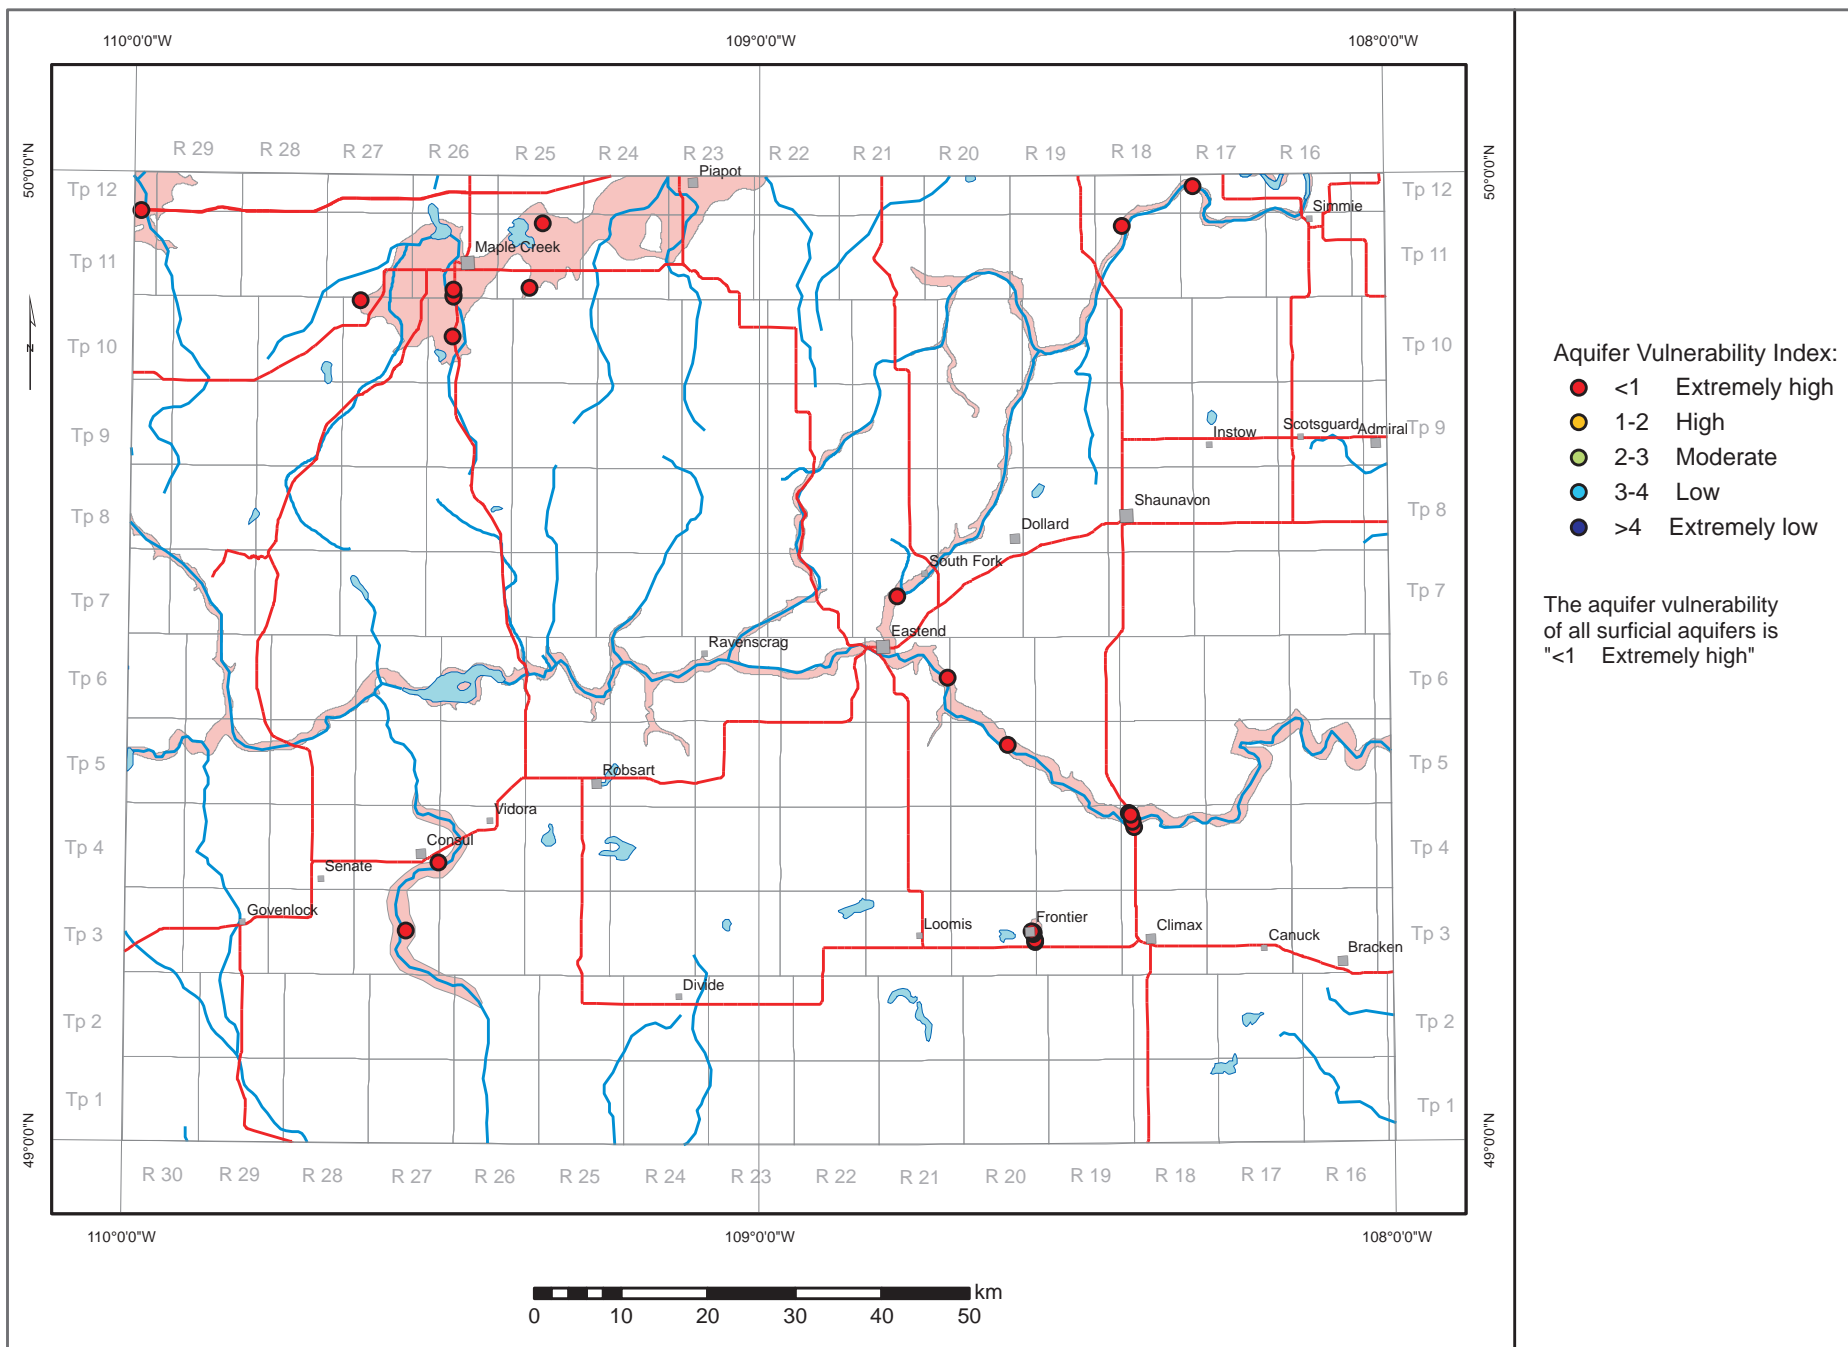 110°0'0"W 109°0'0"W 108°0'0"W
50°0'0"N
50°0'0"N
R 29 R 28 R 27 R 26 R 25 R 24 R 23 R 22 R 21 R 20 R 19 R 18 R 17 R 16
Piapot
Tp 12 Tp 12
Simmie
Maple Creek
Tp 11 Tp 11
N
Tp 10 Tp 10
Tp 9 Instow Scotsguard Admiral Tp 9
Shaunavon
Tp 8 Dollard Tp 8
South Fork
Tp 7 Tp 7
Eastend
Ravenscrag
Tp 6 Tp 6
Tp 5 Robsart Tp 5
Vidora
Consul
Tp 4 Tp 4
Senate
Govenlock Loomis Frontier Climax Canuck Bracken
Tp 3 Tp 3
Divide
Tp 2 Tp 2
Tp 1 Tp 1
49°0'0"N
49°0'0"N
R 30 R 29 R 28 R 27 R 26 R 25 R 24 R 23 R 22 R 21 R 20 R 19 R 18 R 17 R 16
110°0'0"W 109°0'0"W 108°0'0"W
km
0 10 20 30 40 50
Aquifer Vulnerability Index:
<1 Extremely high
1-2 High
2-3 Moderate
3-4 Low
>4 Extremely low
The aquifer vulnerability
of all surficial aquifers is
"<1 Extremely high"